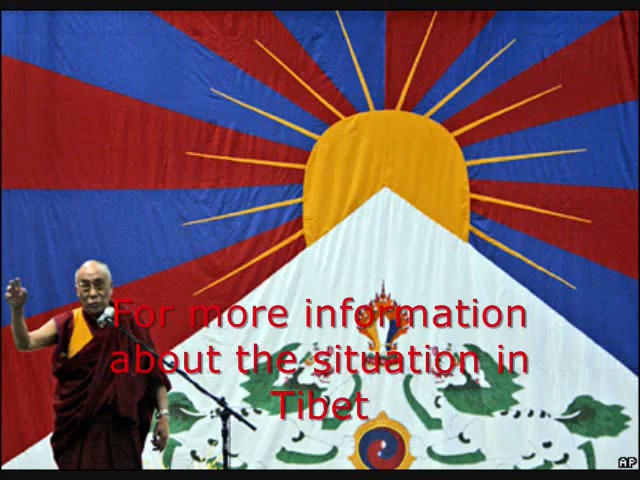 For more information
about the situation in
Tibet
AP